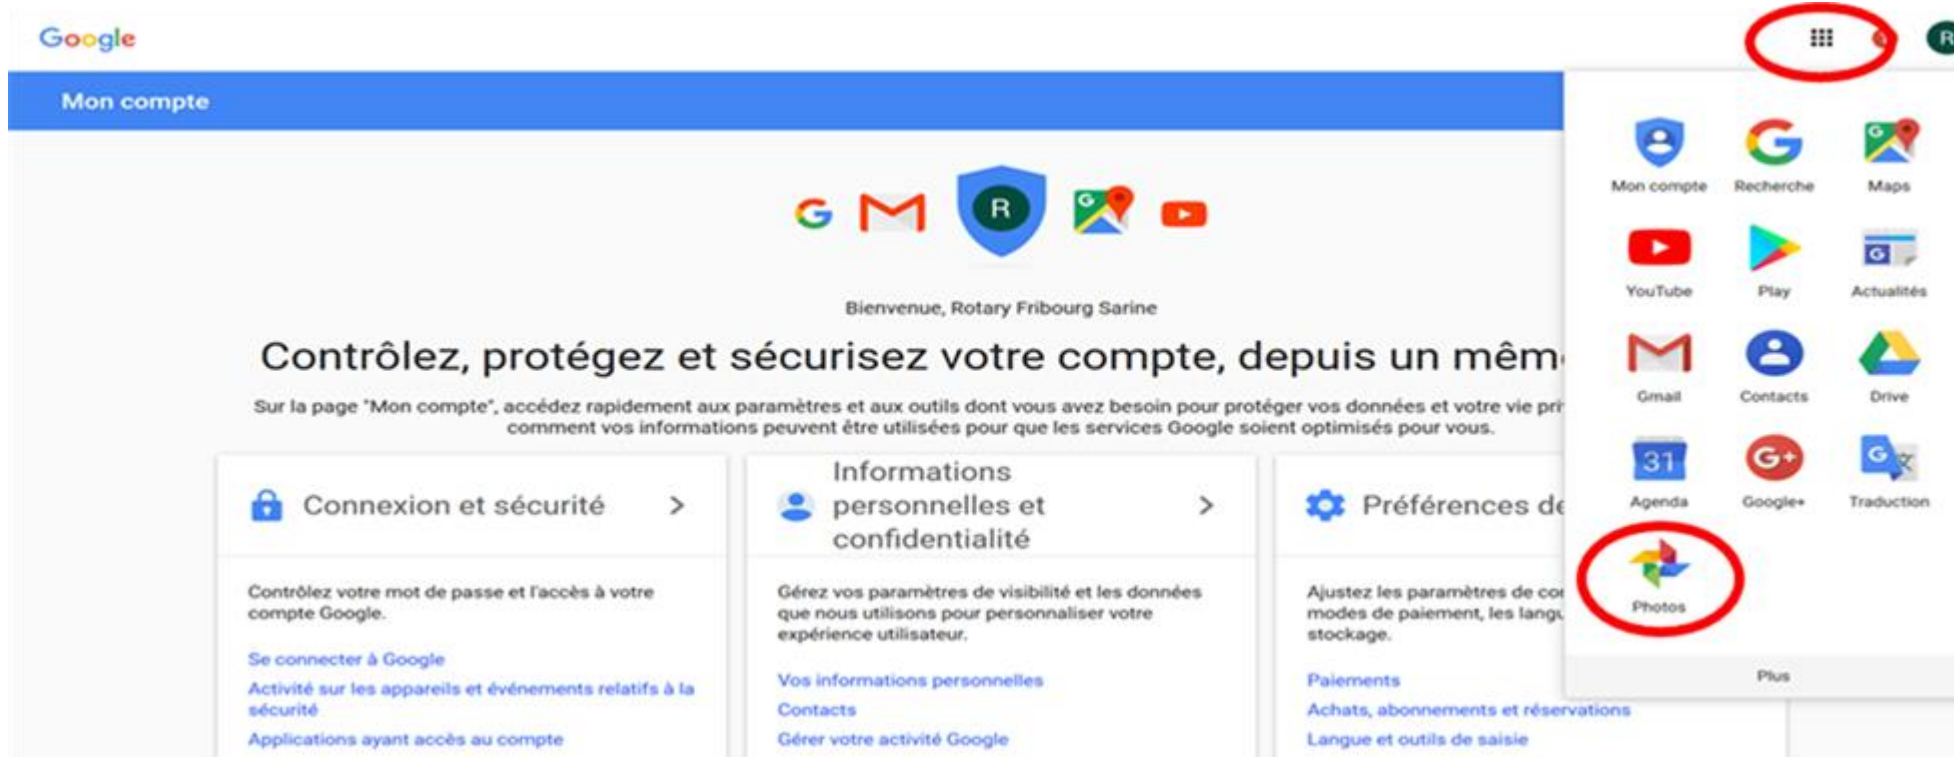 Google
R
Mon compte
R
Bienvenue, Rotary Fribourg Sarine
Contrôlez, protégez et sécurisez votre compte, depuis un mêm
Sur la page "Mon compte", accédez rapidement aux paramètres et aux outils dont vous avez besoin pour protéger vos données et votre vie pri
comment vos informations peuvent être utilisées pour que les services Google soient optimisés pour vous.
Connexion et sécurité
Contrôlez votre mot de passe et l'accès à votre
compte Google.
Se connecter à Google
Activité sur les appareils et événements relatifs à la
sécurité
Applications ayant accès au compte
Informations
personnelles et
confidentialité
Gérez vos paramètres de visibilité et les données
que nous utilisons pour personnaliser votre
expérience utilisateur.
Vos informations personnelles
Contacts
Gérer votre activité Google
Préférences de
Ajustez les paramètres de co
modes de paiement, les langu
stockage.
Paiements
Achats, abonnements et réservations
Langue et outils de saisie
Mon compte
Recherche
Maps
YouTube
Play
Actualités
Gmail
Contacts
Drive
31
G+
Agenda
Google+
Traduction
Photos
Plus